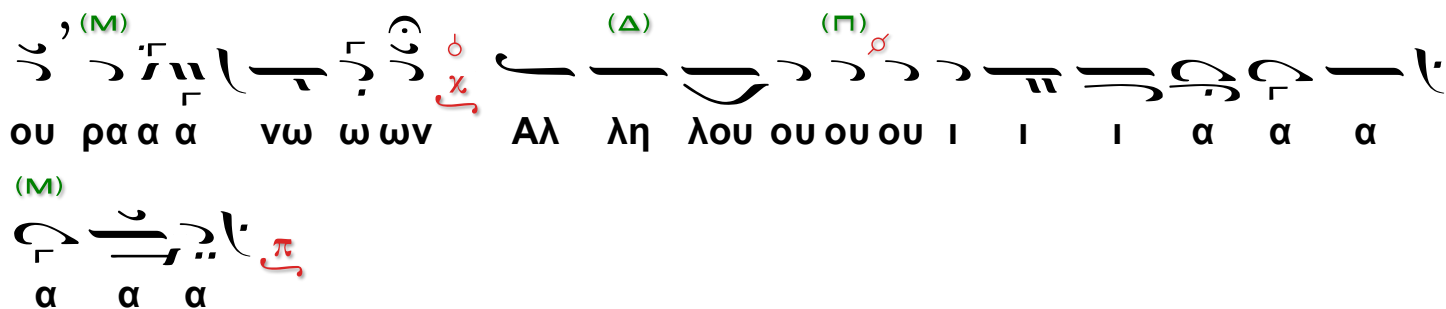 (Μ) (Δ) (Π)
χ
ου ρα α α νω ω ων Αλ λη λου ου ου ου ι ι ι α α α
(Μ)
π
α α α